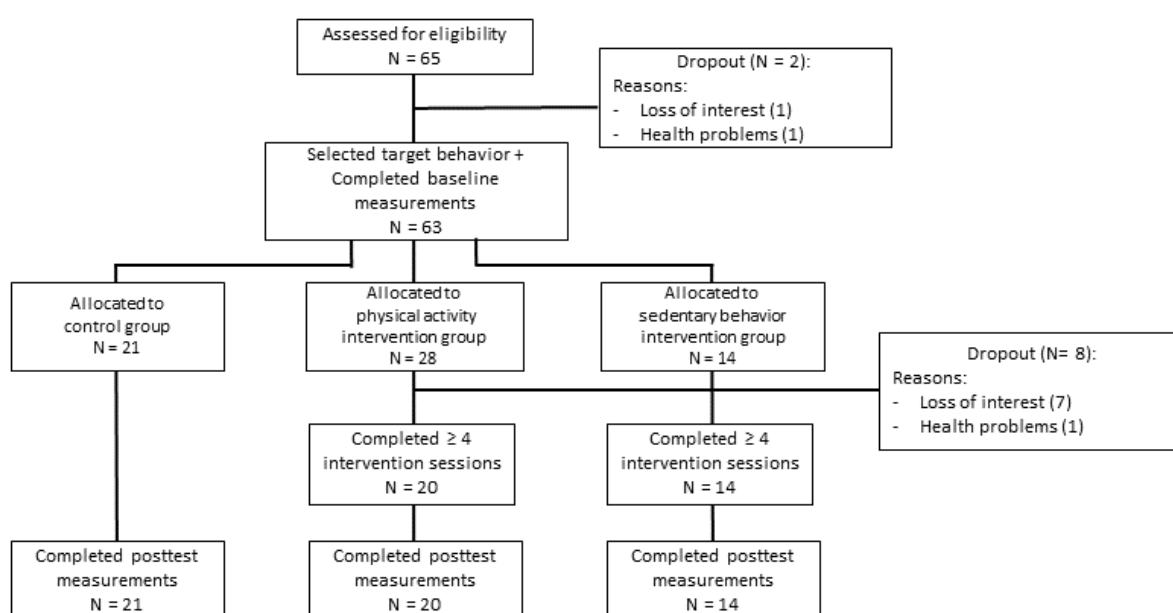 Assessed for eligibility
N = 65
Dropout (N = 2):
Reasons:
- Loss of interest (1)
- Health problems (1)
Selected target behavior +
Completed baseline
measurements
N = 63
Allocated to
control group
N = 21
Allocated to
physical activity
intervention group
N = 28
Allocated to
sedentary behavior
intervention group
N = 14
Dropout (N= 8):
Reasons:
- Loss of interest (7)
- Health problems (1)
Completed ≥ 4
intervention sessions
N = 20
Completed ≥ 4
intervention sessions
N = 14
Completed posttest
measurements
N = 21
Completed posttest
measurements
N = 20
Completed posttest
measurements
N = 14